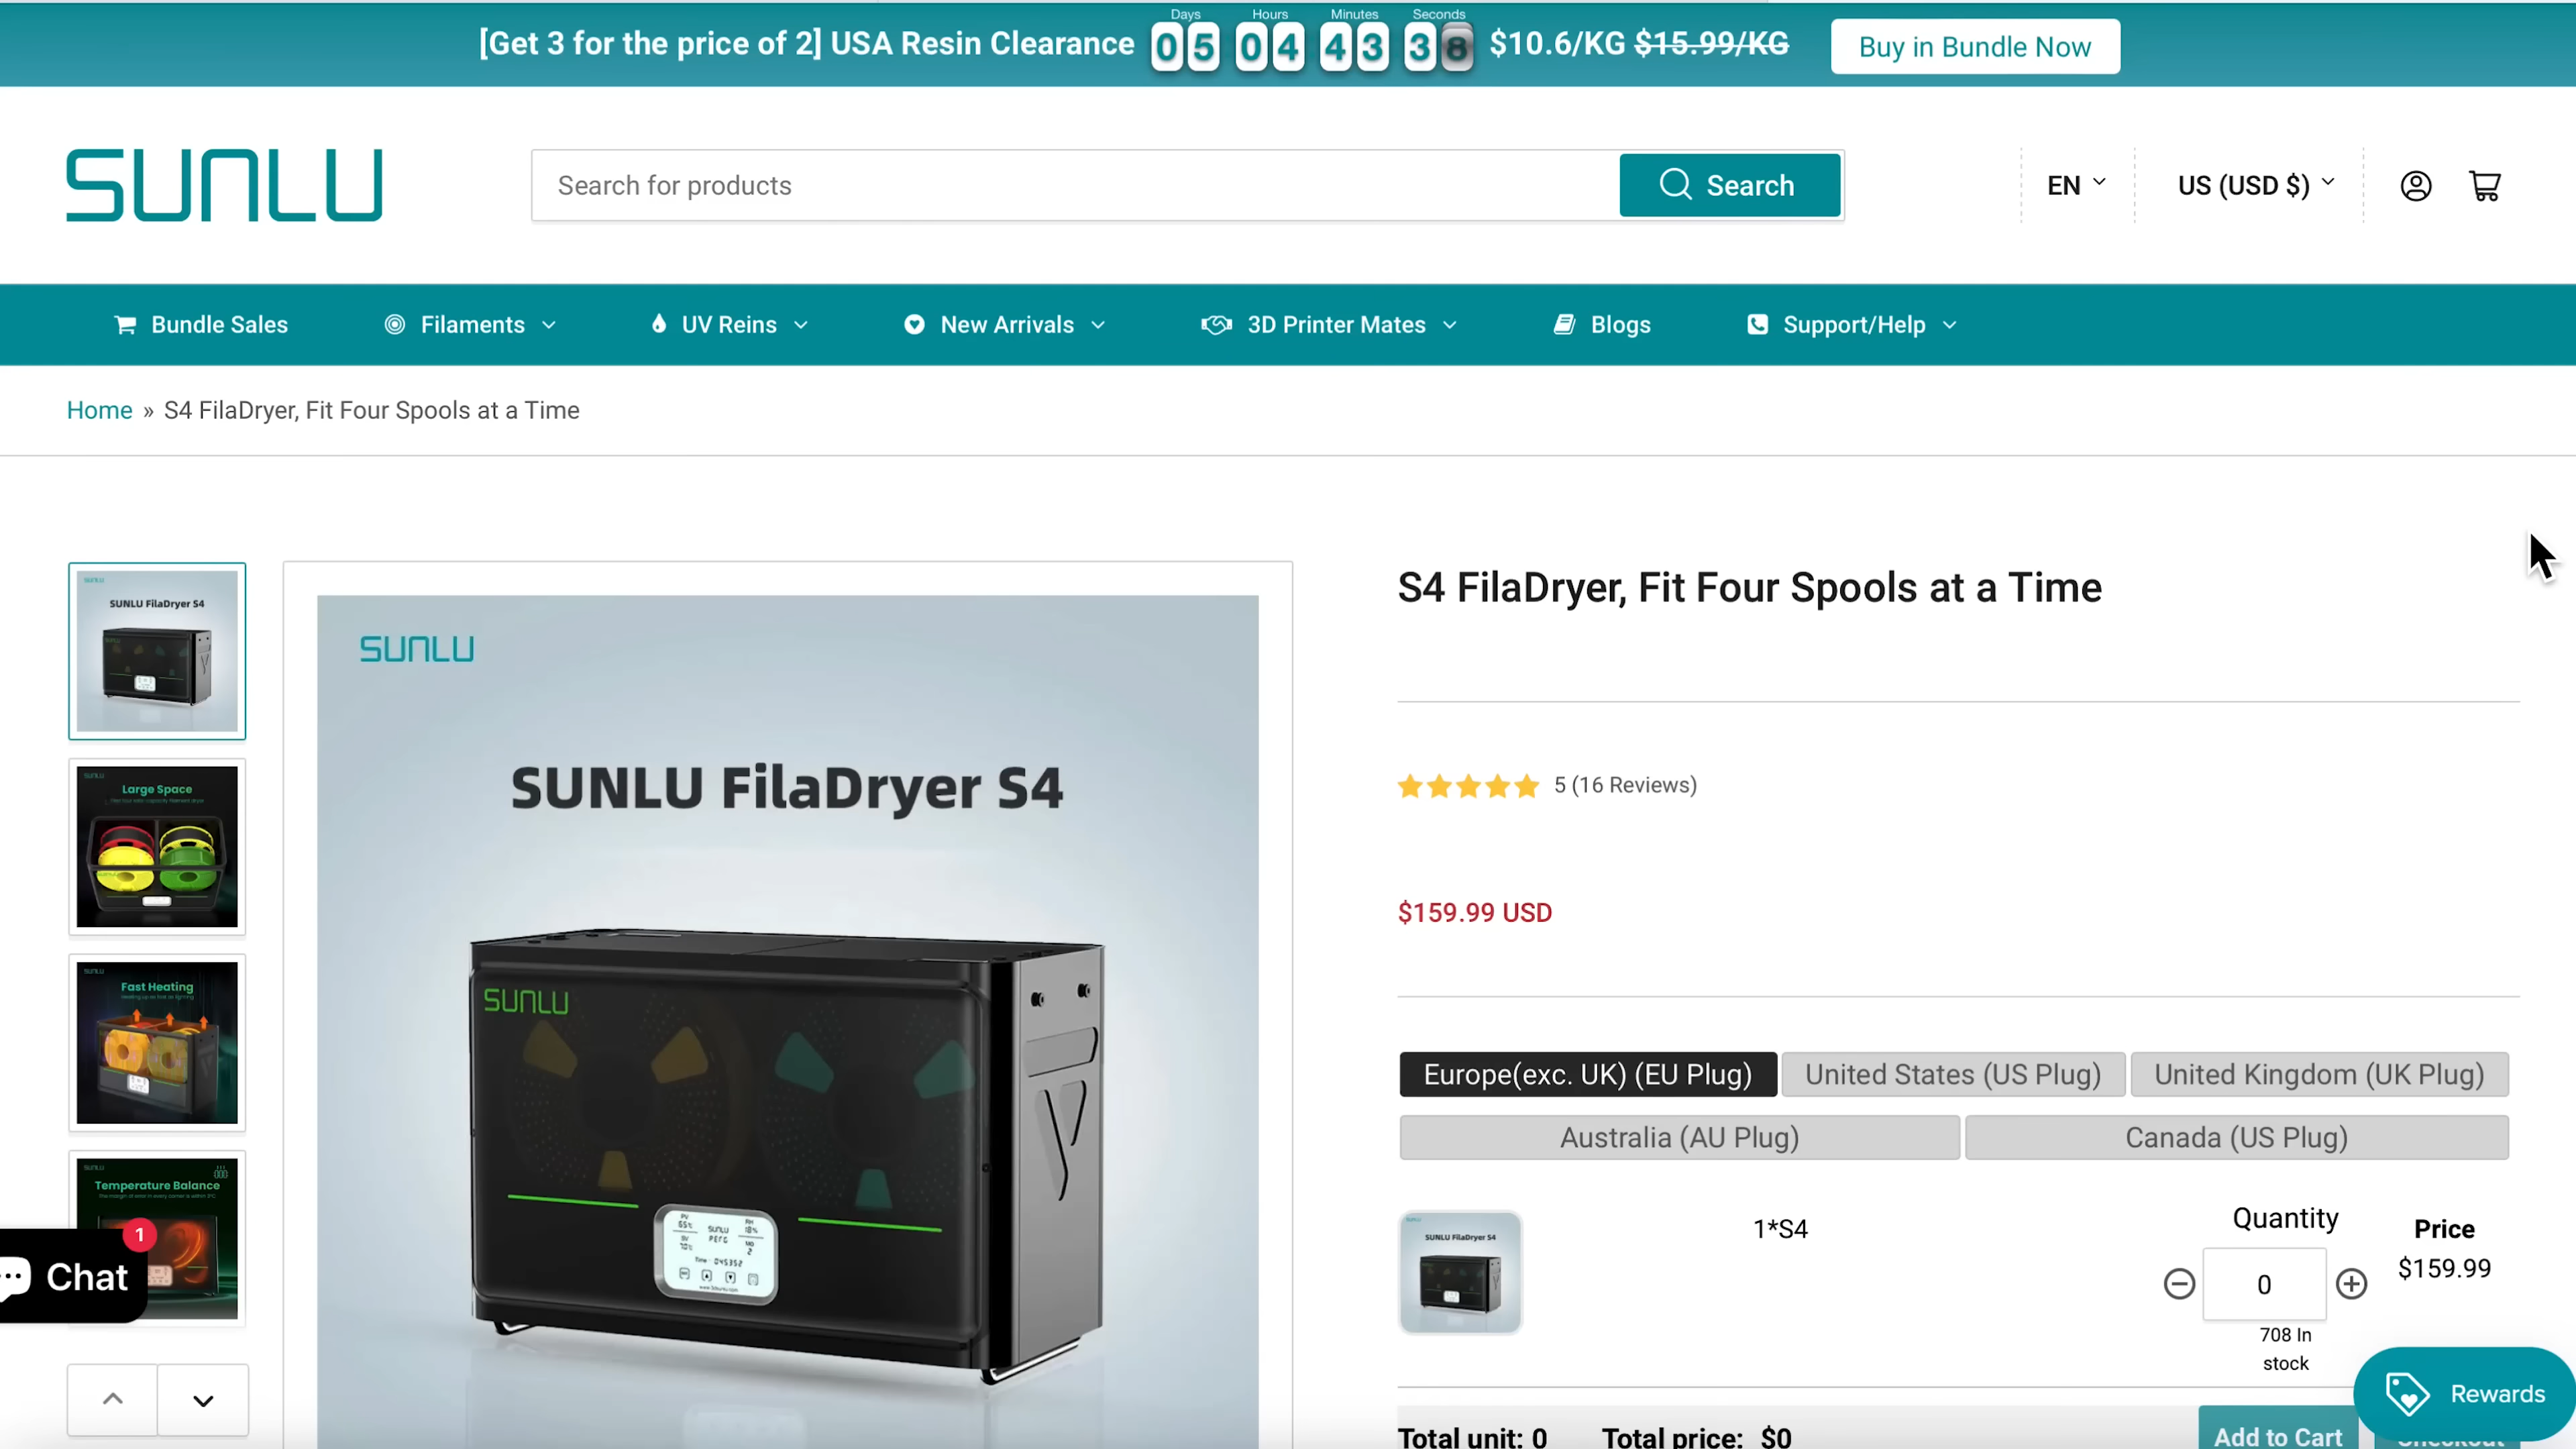 Days Hours Minutes Seconds
[Get 3 for the price of 2] USA Resin Clearance 05 04 43 38 $10.6/KG $15.99/KG Buy in Bundle Now
SUNLU
Search for products
Search
EN
US (USD $)
Bundle Sales
Filaments
UV Reins
New Arrivals
3D Printer Mates
Blogs
Support/Help
Home » S4 FilaDryer, Fit Four Spools at a Time
SUNLU
SUNLU FilaDryer S4
SUNLU
Large Space
SUNLU
Fast Heating
SUNLU
Temperature Balance
1
Chat
SUNLU
SUNLU FilaDryer S4
SUNLU
SUNLU
S4 FilaDryer, Fit Four Spools at a Time
5 (16 Reviews)
$159.99 USD
Europe(exc. UK) (EU Plug)
United States (US Plug)
United Kingdom (UK Plug)
Australia (AU Plug)
Canada (US Plug)
SUNLU FilaDryer S4
1*S4
Quantity
0
708 In
stock
Price
$159.99
Total unit: 0
Total price: $0
Add to Cart
Rewards